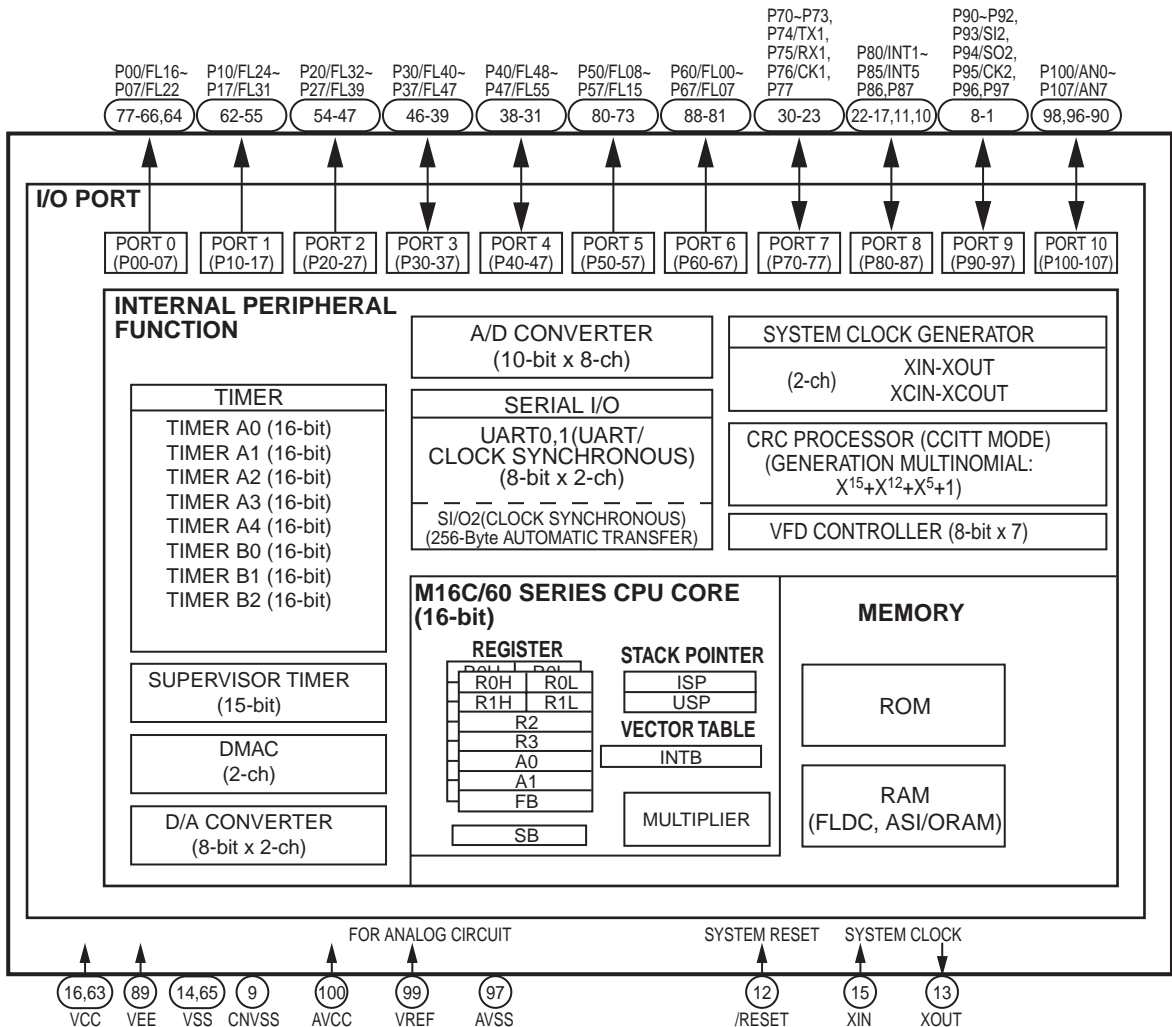 P00/FL16~
P07/FL22
77-66,64
P10/FL24~
P17/FL31
62-55
P20/FL32~
P27/FL39
54-47
P30/FL40~
P37/FL47
46-39
P40/FL48~
P47/FL55
38-31
P50/FL08~
P57/FL15
80-73
P60/FL00~
P67/FL07
88-81
P70~P73,
P74/TX1,
P75/RX1,
P76/CK1,
P77
30-23
P80/INT1~
P85/INT5
P86,P87
22-17,11,10
P90~P92,
P93/SI2,
P94/SO2,
P95/CK2,
P96,P97
8-1
P100/AN0~
P107/AN7
98,96-90
I/O PORT
PORT 0
(P00-07)
PORT 1
(P10-17)
PORT 2
(P20-27)
PORT 3
(P30-37)
PORT 4
(P40-47)
PORT 5
(P50-57)
PORT 6
(P60-67)
PORT 7
(P70-77)
PORT 8
(P80-87)
PORT 9
(P90-97)
PORT 10
(P100-107)
INTERNAL PERIPHERAL
FUNCTION
TIMER
TIMER A0 (16-bit)
TIMER A1 (16-bit)
TIMER A2 (16-bit)
TIMER A3 (16-bit)
TIMER A4 (16-bit)
TIMER B0 (16-bit)
TIMER B1 (16-bit)
TIMER B2 (16-bit)
SUPERVISOR TIMER
(15-bit)
DMAC
(2-ch)
D/A CONVERTER
(8-bit x 2-ch)
A/D CONVERTER
(10-bit x 8-ch)
SERIAL I/O
UART0,1(UART/
CLOCK SYNCHRONOUS)
(8-bit x 2-ch)
SI/O2(CLOCK SYNCHRONOUS)
(256-Byte AUTOMATIC TRANSFER)
SYSTEM CLOCK GENERATOR
(2-ch)
XIN-XOUT
XCIN-XCOUT
CRC PROCESSOR (CCITT MODE)
(GENERATION MULTINOMIAL:
X15+X12+X5+1)
VFD CONTROLLER (8-bit x 7)
M16C/60 SERIES CPU CORE
(16-bit)
REGISTER
R0H R0L
R0H R0L
R1H R1L
R2
R3
A0
A1
FB
SB
STACK POINTER
ISP
USP
VECTOR TABLE
INTB
MULTIPLIER
MEMORY
ROM
RAM
(FLDC, ASI/ORAM)
FOR ANALOG CIRCUIT
SYSTEM RESET
SYSTEM CLOCK
16,63
VCC
89
VEE
14,65
VSS
9
CNVSS
100
AVCC
99
VREF
97
AVSS
12
/RESET
15
XIN
13
XOUT